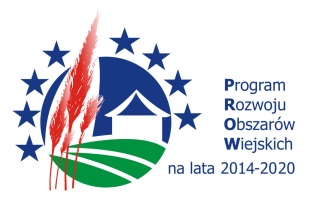 Program
Rozwoju
Obszarów
Wiejskich
na lata 2014-2020